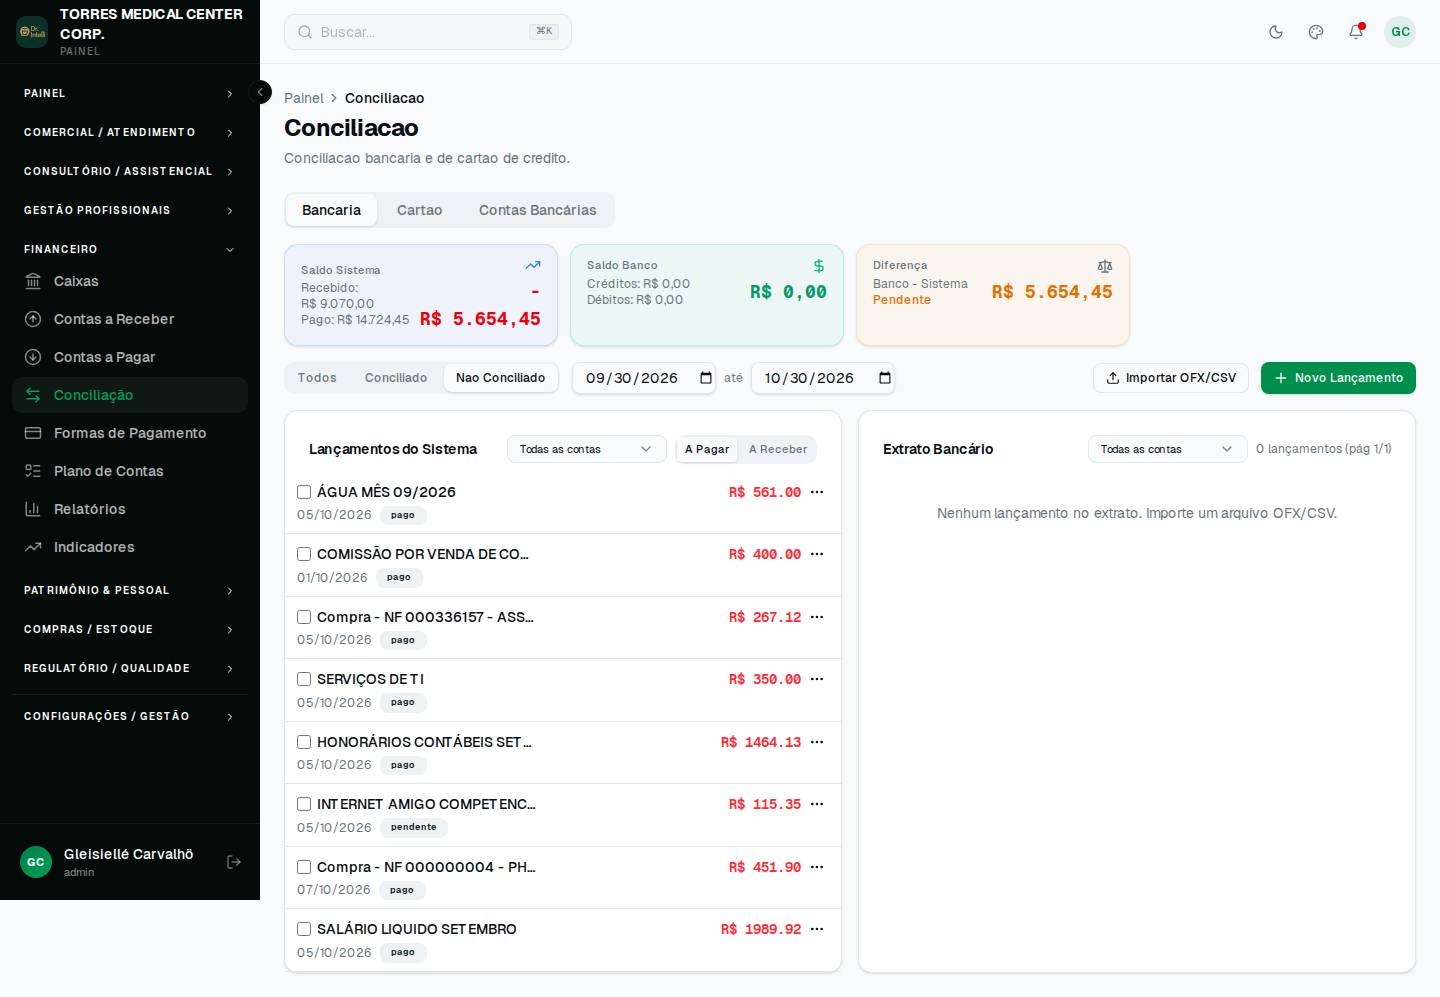 TORRES MEDICAL CENTER
CORP.
PAINEL
PAINEL
COMERCIAL / ATENDIMENTO
CONSULTÓRIO / ASSISTENCIAL
GESTÃO PROFISSIONAIS
FINANCEIRO
Caixas
Contas a Receber
Contas a Pagar
Conciliação
Formas de Pagamento
Plano de Contas
Relatórios
Indicadores
PATRIMÔNIO & PESSOAL
COMPRAS / ESTOQUE
REGULATÓRIO / QUALIDADE
CONFIGURAÇÕES / GESTÃO
GC
Gleisiellé Carvalhö
admin
Buscar...
⌘K
GC
Painel
Conciliacao
Conciliacao
Conciliacao bancaria e de cartao de credito.
Bancaria
Cartao
Contas Bancárias
Saldo Sistema
Recebido:
R$ 9.070,00
Pago: R$ 14.724,45
-
R$ 5.654,45
Saldo Banco
Créditos: R$ 0,00
Débitos: R$ 0,00
R$ 0,00
Diferença
Banco - Sistema
Pendente
R$ 5.654,45
Todos
Conciliado
Nao Conciliado
09/30/2026
até
10/30/2026
Importar OFX/CSV
Novo Lançamento
Lançamentos do Sistema
Todas as contas
A Pagar
A Receber
ÁGUA MÊS 09/2026
R$ 561.00
05/10/2026
pago
COMISSÃO POR VENDA DE CO...
R$ 400.00
01/10/2026
pago
Compra - NF 000336157 - ASS...
R$ 267.12
05/10/2026
pago
SERVIÇOS DE TI
R$ 350.00
05/10/2026
pago
HONORÁRIOS CONTÁBEIS SET...
R$ 1464.13
05/10/2026
pago
INTERNET AMIGO COMPETENC...
R$ 115.35
05/10/2026
pendente
Compra - NF 000000004 - PH...
R$ 451.90
07/10/2026
pago
SALÁRIO LIQUIDO SETEMBRO
R$ 1989.92
05/10/2026
pago
Extrato Bancário
Todas as contas
0 lançamentos (pág 1/1)
Nenhum lançamento no extrato. Importe um arquivo OFX/CSV.